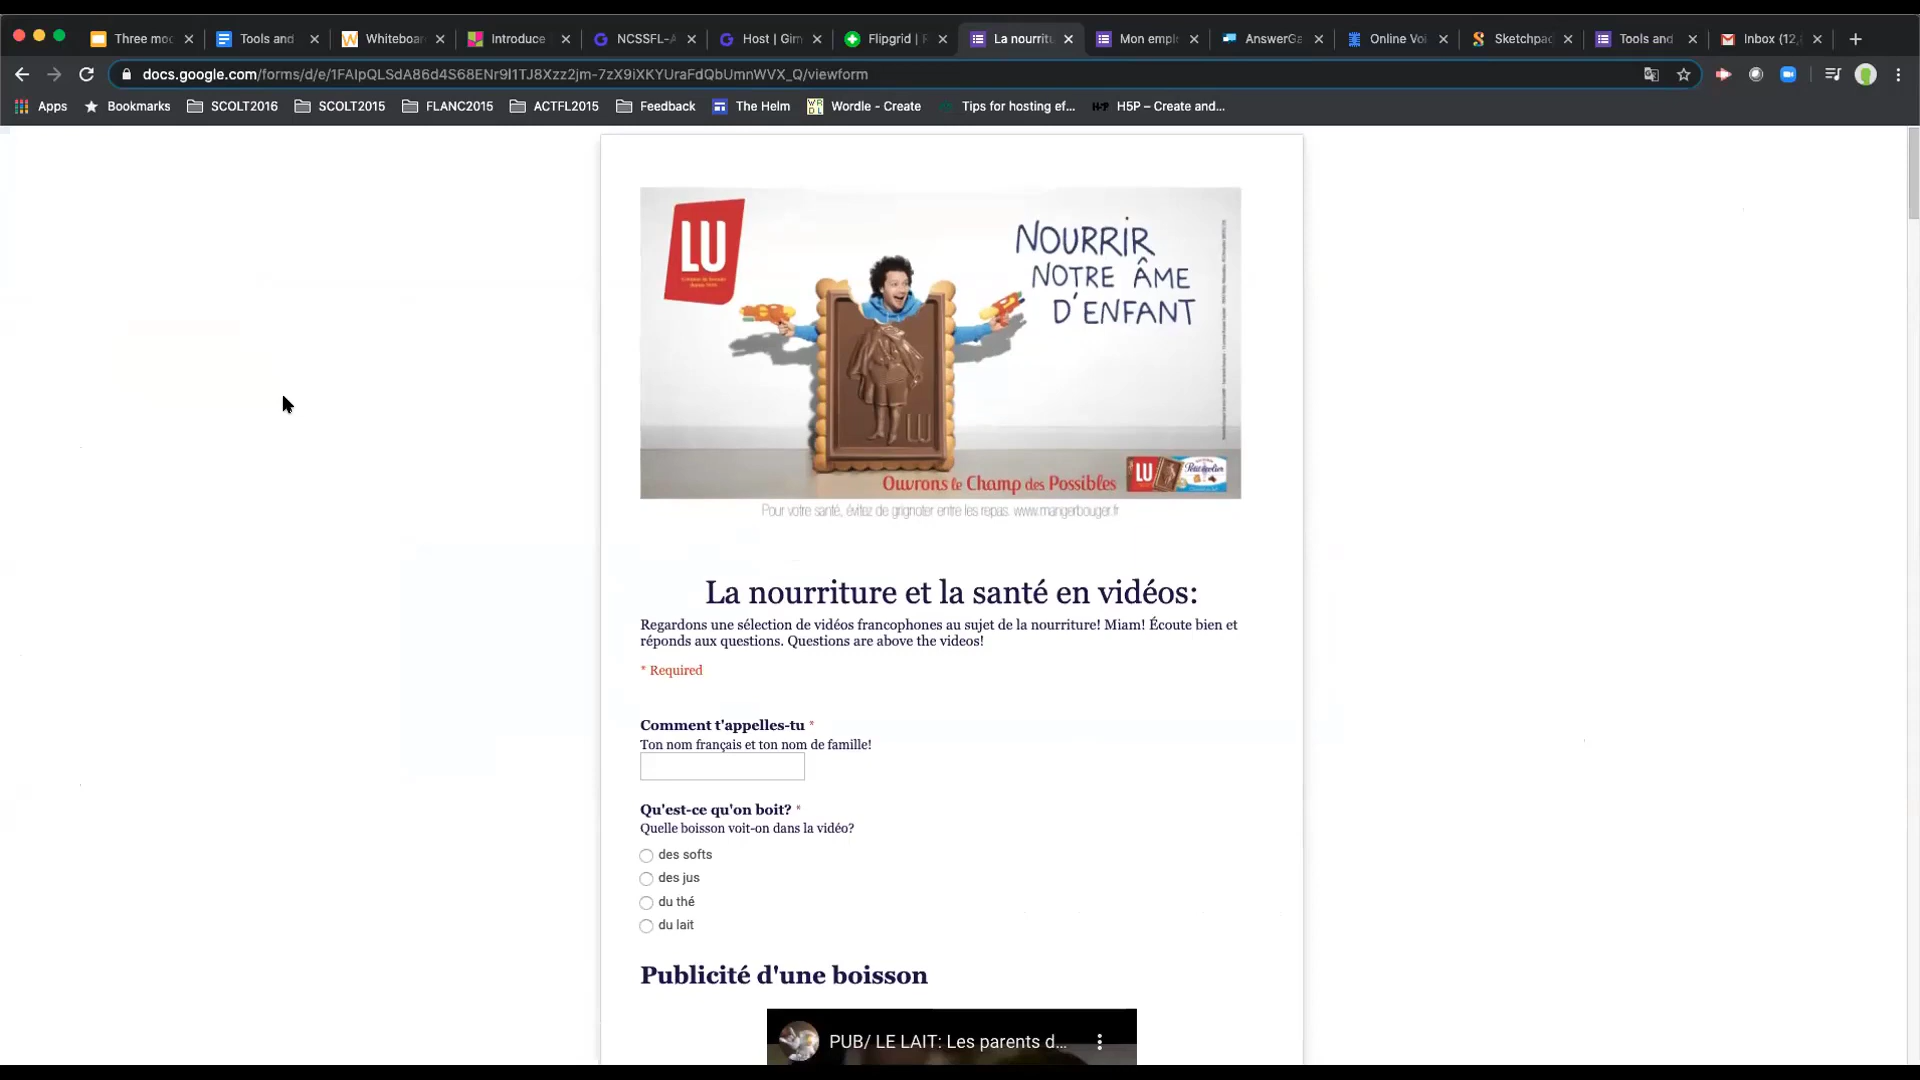 Three mo
Tools and
Whiteboar
Introduce
NCSSFL-A
Host | Gim
Flipgrid |
La nourritu
Mon empl
AnswerGa
Online Voi
Sketchpad
Tools and
Inbox (12,
docs.google.com/forms/d/e/
Apps
Bookmarks
SCOLT2016
SCOLT2015
FLANC2015
ACTFL2015
Feedback
The Helm
Wordle - Create
Tips for hosting ef...
H5P – Create and...
LU
NOURRIR
NOTRE ÂME
D'ENFANT
LU
Ouvrons le Champ des Possibles
LU
Petit écolier
Pour votre santé, évitez de grignoter entre les repas. www.mangerbouger.fr
La nourriture et la santé en vidéos:
Regardons une sélection de vidéos francophones au sujet de la nourriture! Miam! Écoute bien et
réponds aux questions. Questions are above the videos!
* Required
Comment t'appelles-tu *
Ton nom français et ton nom de famille!
Qu'est-ce qu'on boit? *
Quelle boisson voit-on dans la vidéo?
des softs
des jus
du thé
du lait
Publicité d'une boisson
PUB/ LE LAIT: Les parents d...